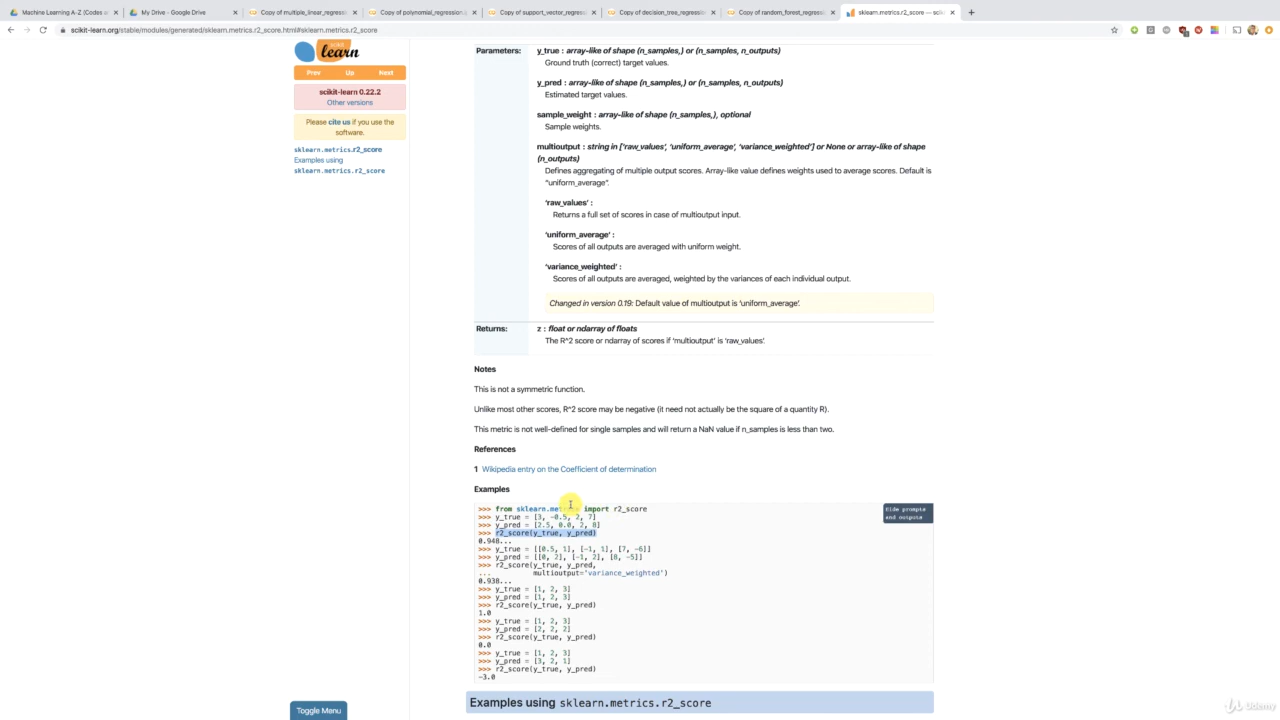 Machine Learning A-Z (Codes a
My Drive - Google Drive
Copy of multiple_linear_regress
Copy of polynomial_regression.
Copy of support_vector_regres
Copy of decision_tree_regressi
Copy of random_forest_regress
sklearn.metrics.r2_score — sci
scikit-learn.org/stable/modules/generated/sklearn.metrics.r2_score.html#sklearn.metrics.r2_score
learn
Prev Up Next
scikit-learn 0.22.2
Other versions
Please cite us if you use the
software.
sklearn.metrics.r2_score
Examples using
sklearn.metrics.r2_score
Parameters:
y_true : array-like of shape (n_samples,) or (n_samples, n_outputs)
Ground truth (correct) target values.
y_pred : array-like of shape (n_samples,) or (n_samples, n_outputs)
Estimated target values.
sample_weight : array-like of shape (n_samples,), optional
Sample weights.
multioutput : string in ['raw_values', 'uniform_average', 'variance_weighted'] or None or array-like of shape
(n_outputs)
Defines aggregating of multiple output scores. Array-like value defines weights used to average scores. Default is
"uniform_average".
'raw_values' :
Returns a full set of scores in case of multioutput input.
'uniform_average' :
Scores of all outputs are averaged with uniform weight.
'variance_weighted' :
Scores of all outputs are averaged, weighted by the variances of each individual output.
Changed in version 0.19: Default value of multioutput is 'uniform_average'.
Returns:
z : float or ndarray of floats
The R^2 score or ndarray of scores if 'multioutput' is 'raw_values'.
Notes
This is not a symmetric function.
Unlike most other scores, R^2 score may be negative (it need not actually be the square of a quantity R).
This metric is not well-defined for single samples and will return a NaN value if n_samples is less than two.
References
1 Wikipedia entry on the Coefficient of determination
Examples
>>> from sklearn.metrics import r2_score
>>> y_true = [3, -0.5, 2, 7]
>>> y_pred = [2.5, 0.0, 2, 8]
>>> r2_score(y_true, y_pred)
0.948...
>>> y_true = [[0.5, 1], [-1, 1], [7, -6]]
>>> y_pred = [[0, 2], [-1, 2], [8, -5]]
>>> r2_score(y_true, y_pred,
... multioutput='variance_weighted')
0.938...
>>> y_true = [1, 2, 3]
>>> y_pred = [1, 2, 3]
>>> r2_score(y_true, y_pred)
1.0
>>> y_true = [1, 2, 3]
>>> y_pred = [2, 2, 2]
>>> r2_score(y_true, y_pred)
0.0
>>> y_true = [1, 2, 3]
>>> y_pred = [3, 2, 1]
>>> r2_score(y_true, y_pred)
-3.0
Hide prompts
and outputs
Examples using sklearn.metrics.r2_score
Toggle Menu
Udemy